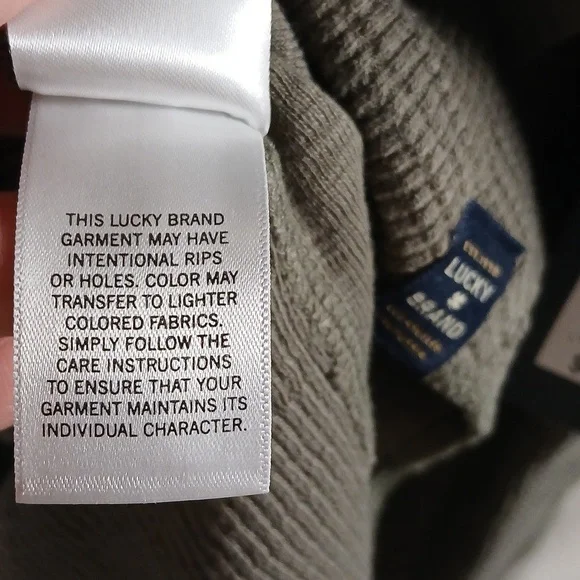 THIS LUCKY BRAND
GARMENT MAY HAVE
INTENTIONAL RIPS
OR HOLES. COLOR MAY
TRANSFER TO LIGHTER
COLORED FABRICS.
SIMPLY FOLLOW THE
CARE INSTRUCTIONS
TO ENSURE THAT YOUR
GARMENT MAINTAINS ITS
INDIVIDUAL CHARACTER.
LUCKY
BRAND